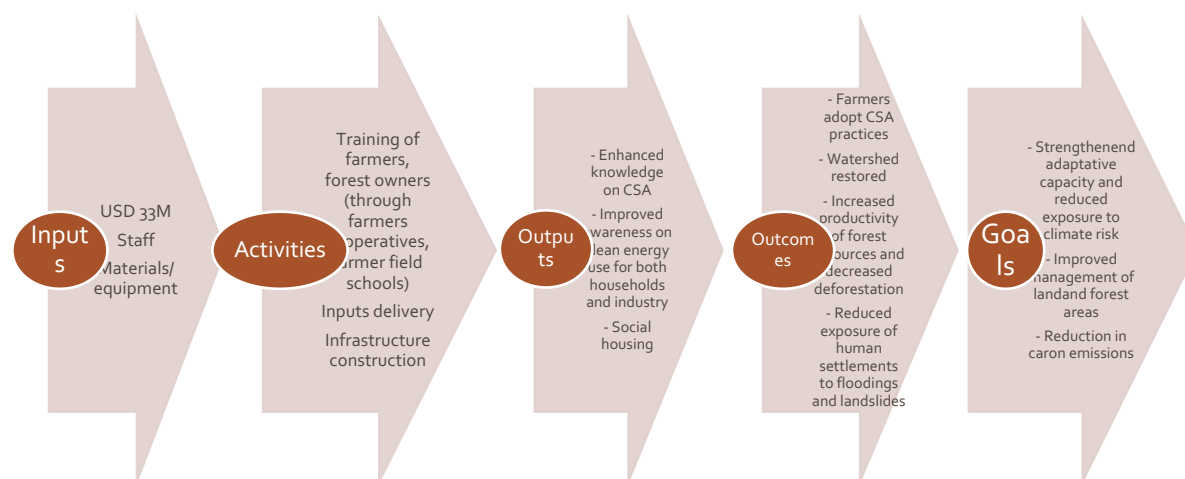 Input
s
USD 33M
Staff
Materials/
equipment
Activities
Training of
farmers,
forest owners
(through
farmers
operatives,
armer field
schools)
Inputs delivery
Infrastructure
construction
Outpu
ts
- Enhanced
knowledge
on CSA
- Improved
awareness on
clean energy
use for both
households
and industry
- Social
housing
Outcom
es
- Farmers
adopt CSA
practices
- Watershed
restored
- Increased
productivity
of forest
ources and
decreased
deforestation
- Reduced
exposure of
human
settlements
to floodings
and landslides
Goa
ls
- Strengthenend
adaptative
capacity and
reduced
exposure to
climate risk
- Improved
management of
landand forest
areas
- Reduction in
caron emissions